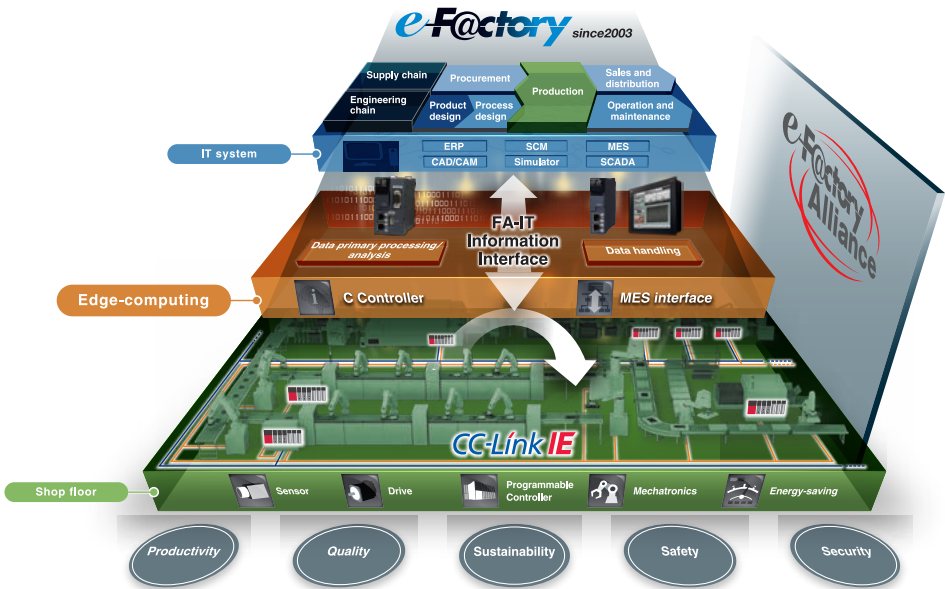 e-F@ctory since2003
Supply chain
Procurement
Production
Sales and
distribution
Engineering
chain
Product
design
Process
design
Operation and
maintenance
IT system
ERP
SCM
MES
CAD/CAM
Simulator
SCADA
e-F@ctory
Alliance
FA-IT
Information
Interface
Data primary processing/
analysis
Data handling
Edge-computing
C Controller
MES interface
CC-Link IE
Shop floor
Sensor
Drive
Programmable
Controller
Mechatronics
Energy-saving
Productivity
Quality
Sustainability
Safety
Security